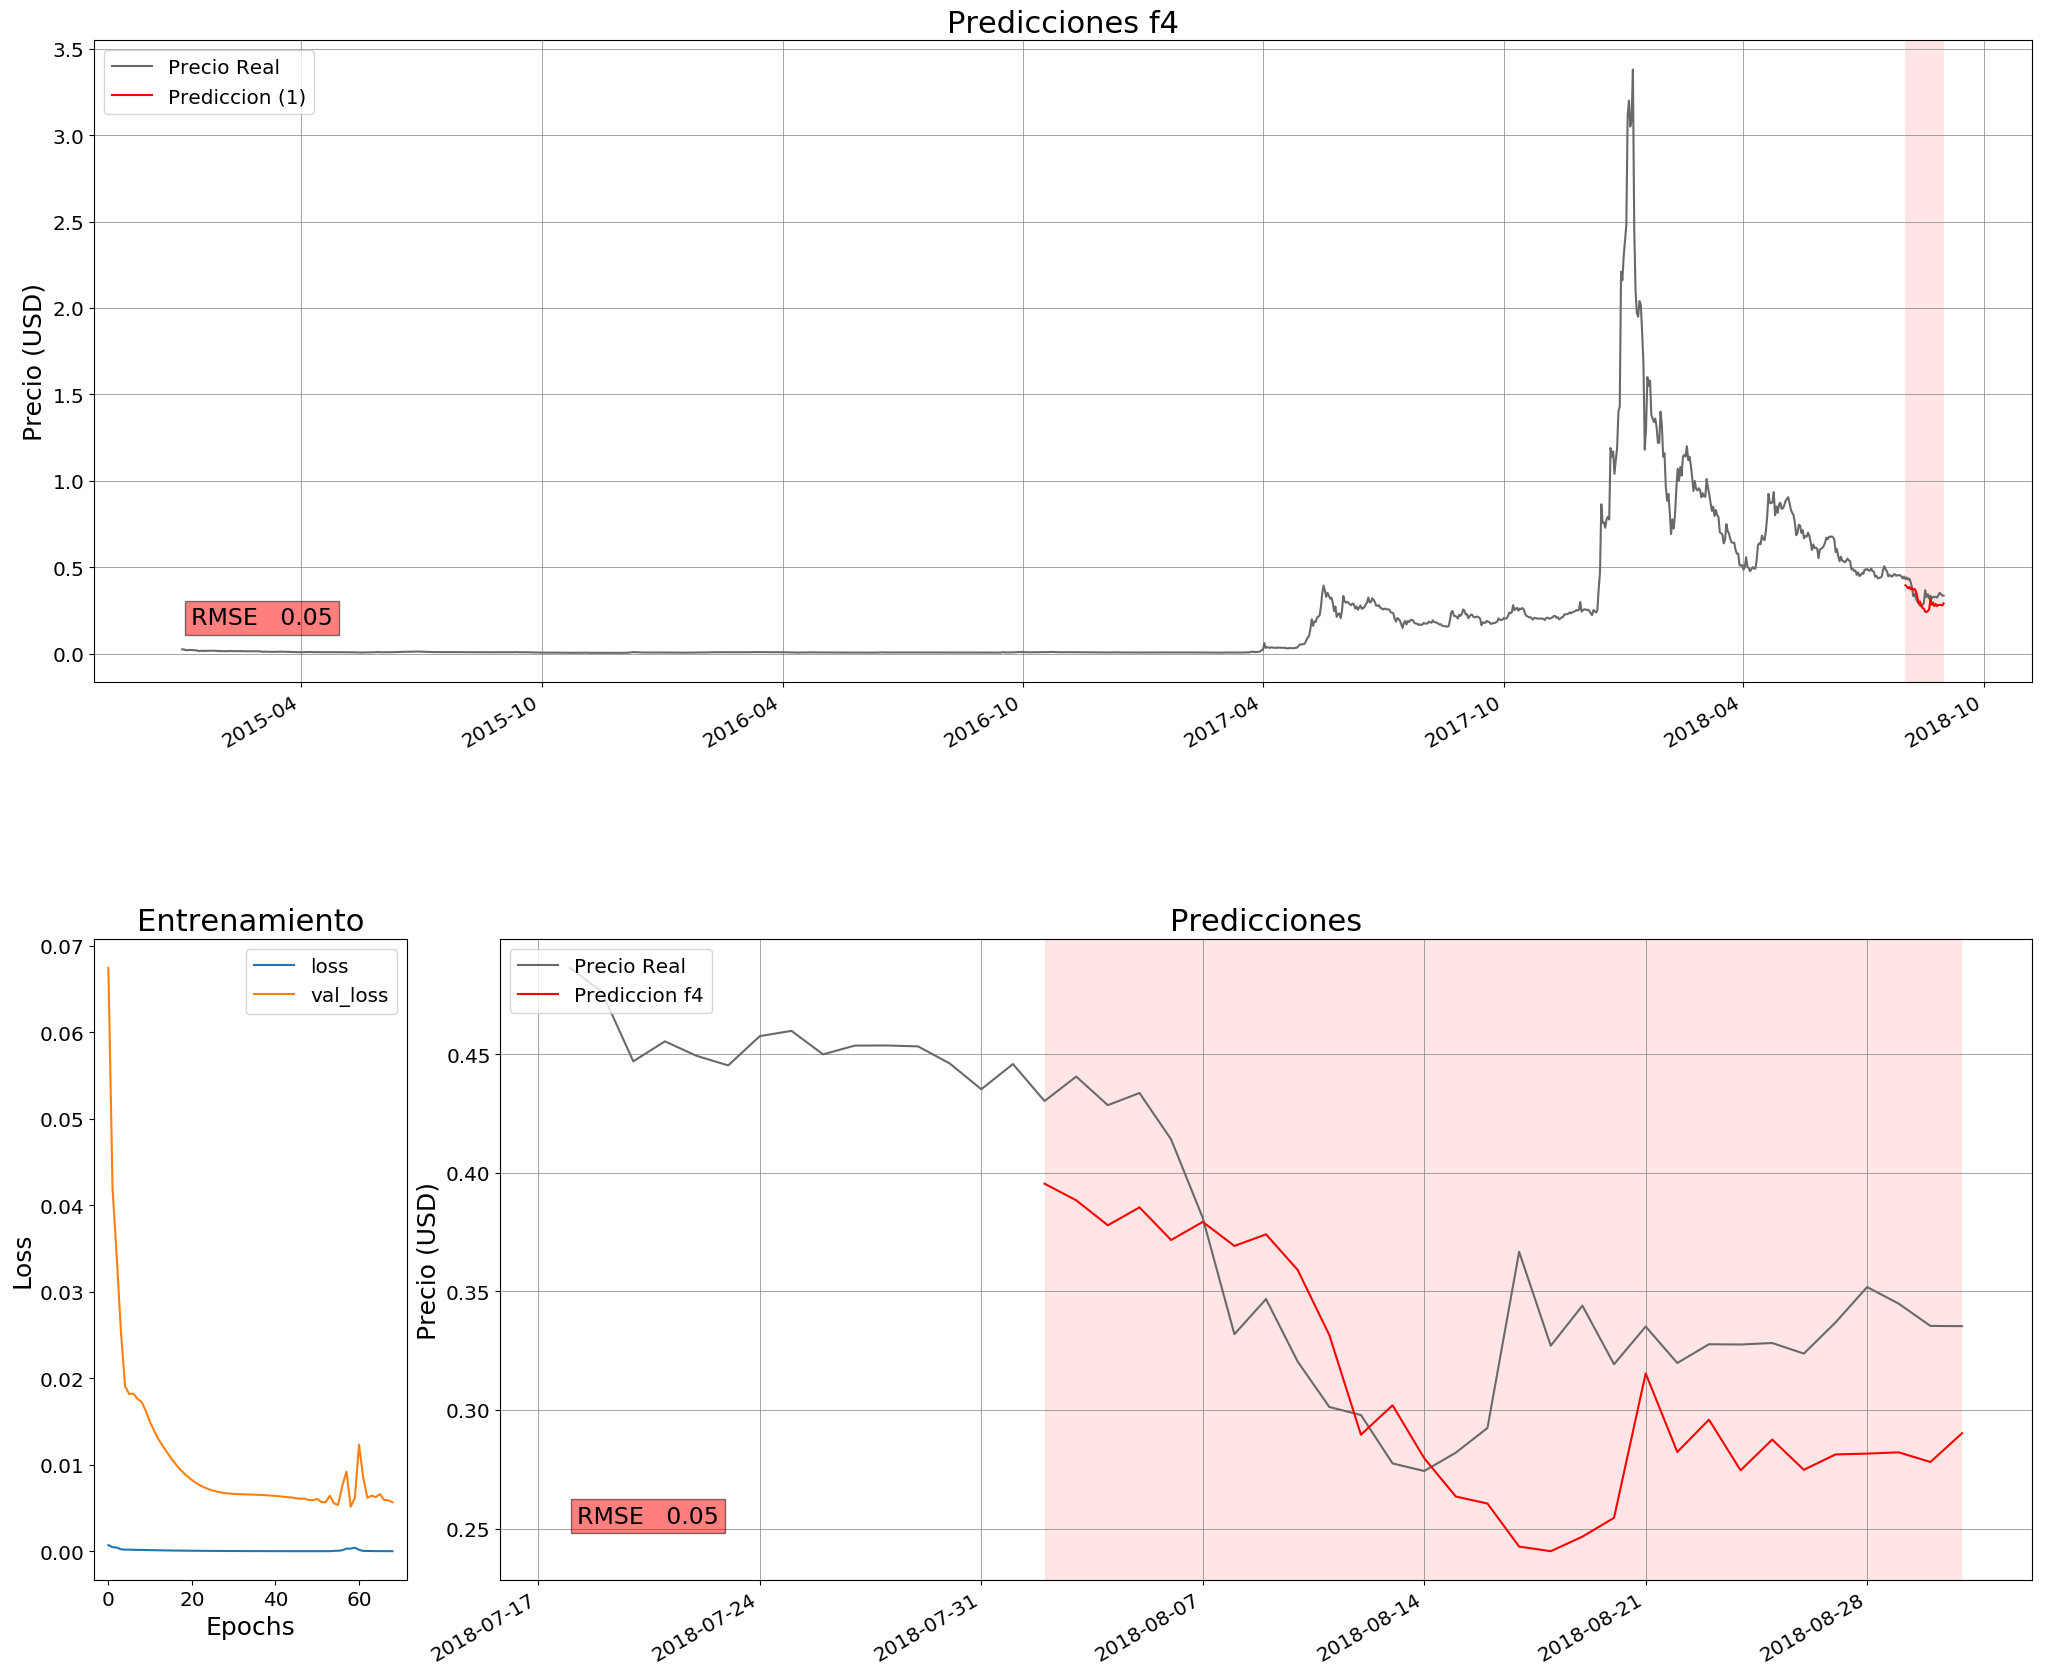 Predicciones f4
Precio Real
Prediccion (1)
Precio (USD)
3.5
3.0
2.5
2.0
1.5
1.0
0.5
0.0
RMSE 0.05
2015-04
2015-10
2016-04
2016-10
2017-04
2017-10
2018-04
2018-10
Entrenamiento
loss
val_loss
Loss
0.07
0.06
0.05
0.04
0.03
0.02
0.01
0.00
0
20
40
60
Epochs
Predicciones
Precio Real
Prediccion f4
Precio (USD)
0.45
0.40
0.35
0.30
0.25
RMSE 0.05
2018-07-17
2018-07-24
2018-07-31
2018-08-07
2018-08-14
2018-08-21
2018-08-28